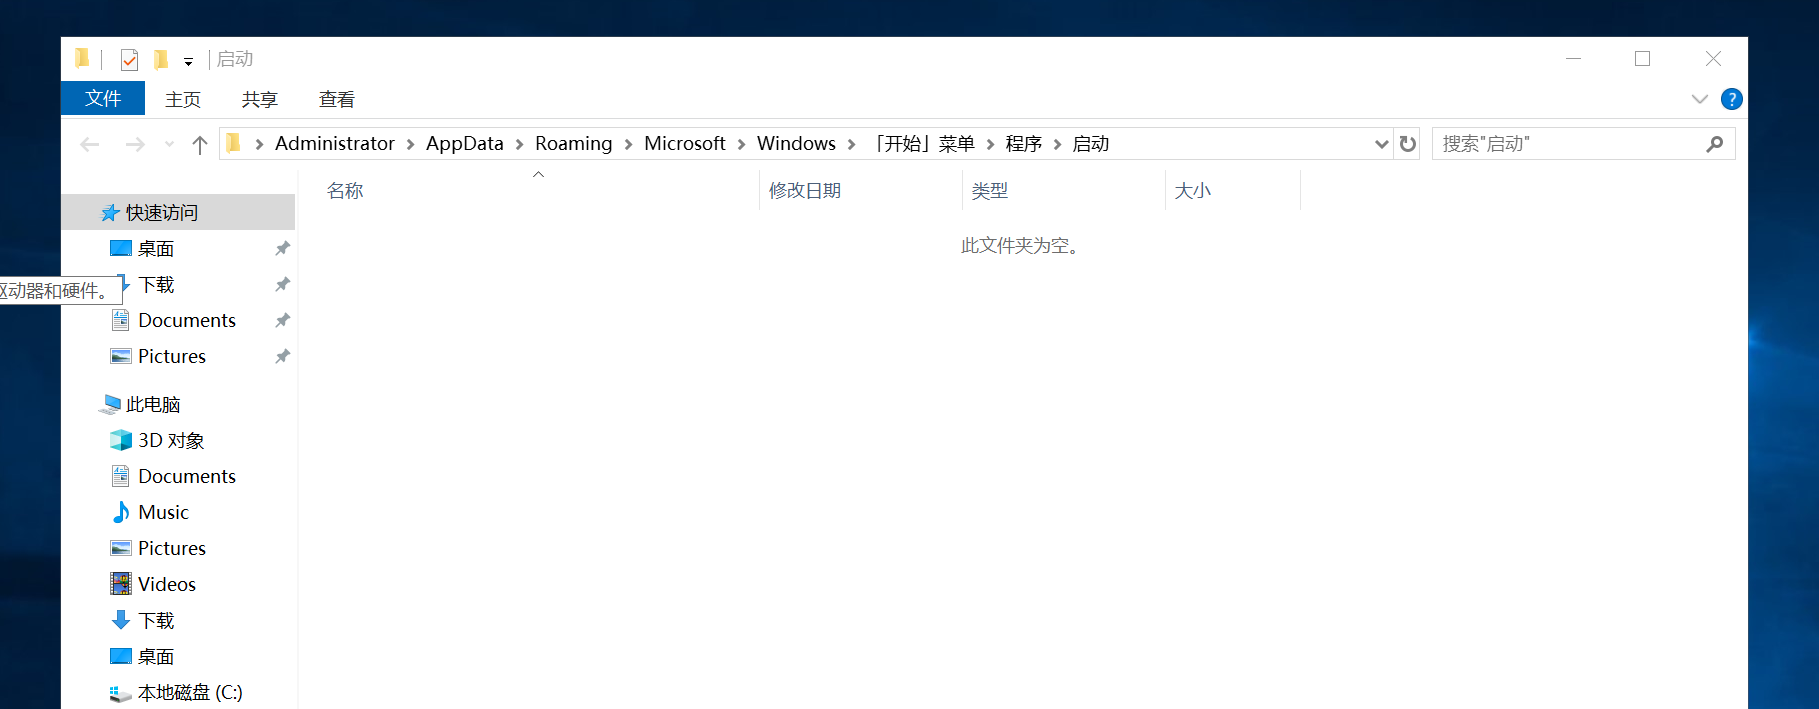 启动
文件 主页 共享 查看
Administrator AppData Roaming Microsoft Windows 「开始」菜单 程序 启动 搜索"启动"
名称 修改日期 类型 大小
此文件夹为空。
快速访问
桌面
下载
动器和硬件。
Documents
Pictures
此电脑
3D 对象
Documents
Music
Pictures
Videos
下载
桌面
本地磁盘 (C:)